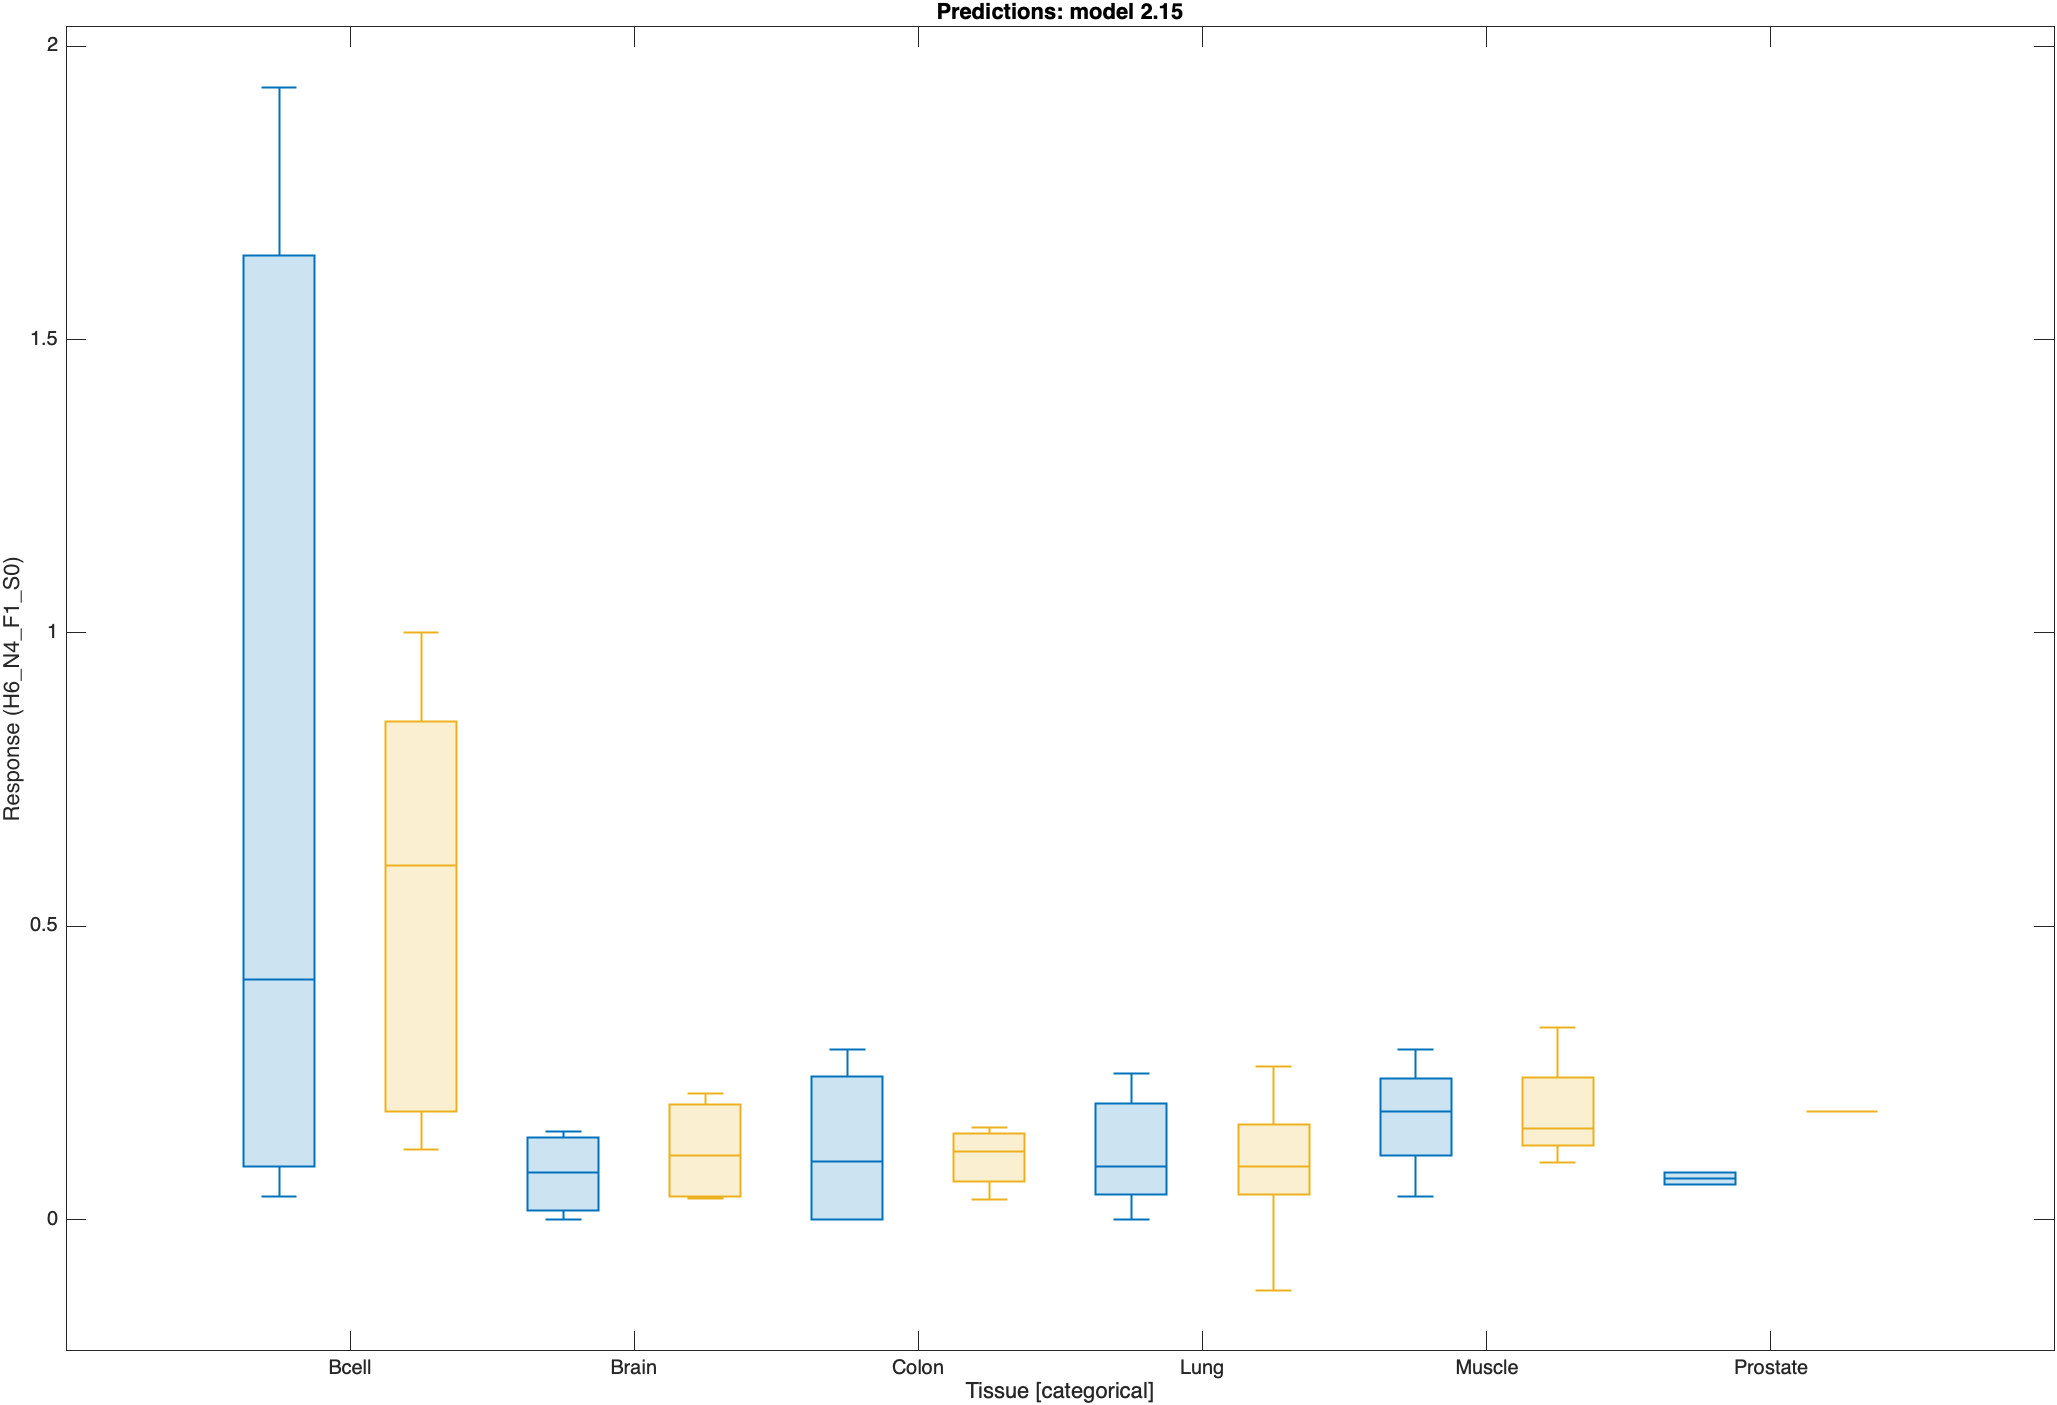 Predictions: model 2.15
2
1.5
1
0.5
0
Response (H6_N4_F1_S0)
Bcell
Brain
Colon
Lung
Muscle
Prostate
Tissue [categorical]